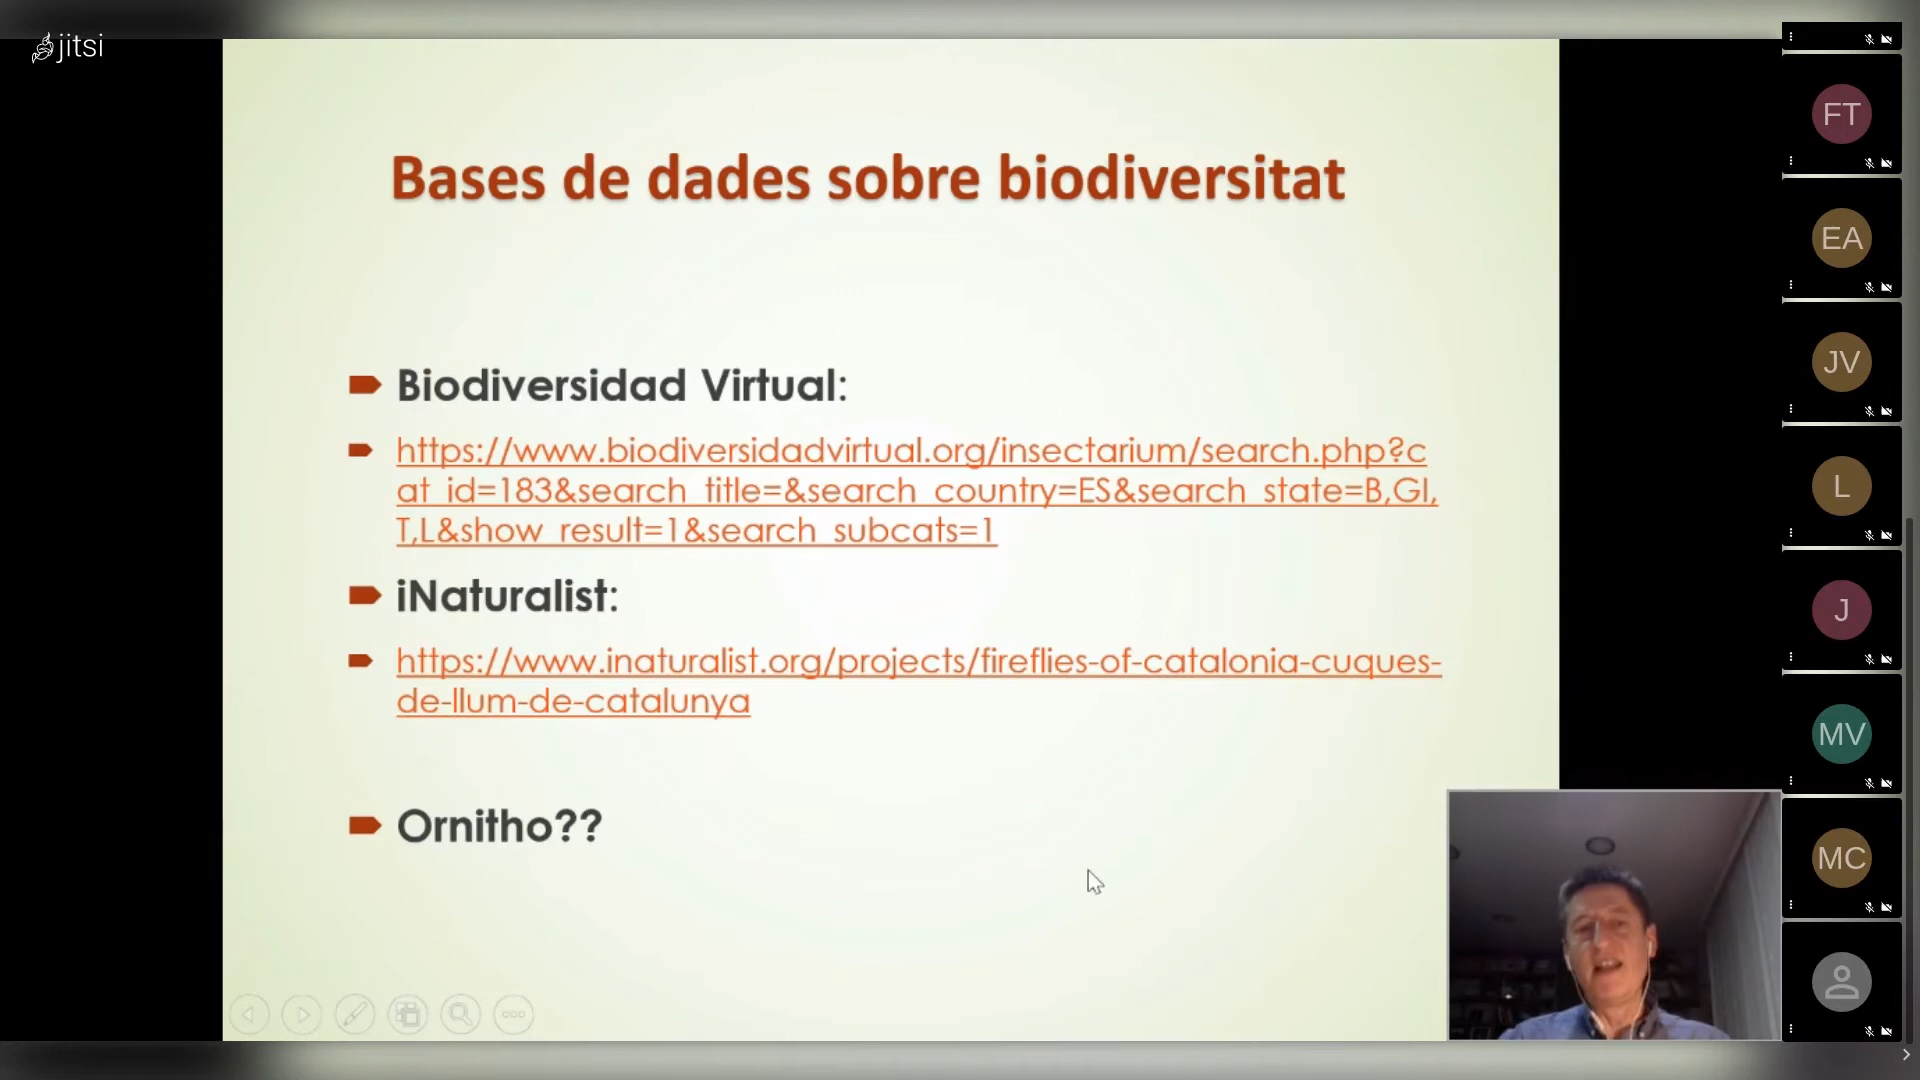 jitsi
Bases de dades sobre biodiversitat
Biodiversidad Virtual:
https://www.biodiversidadvirtual.org/insectarium/search.php?c
at_id=183&search_title=&search_country=ES&search_state=B,GI,
T,L&show_result=1&search_subcats=1
iNaturalist:
https://www.inaturalist.org/projects/fireflies-of-catalonia-cuques-
de-llum-de-catalunya
Ornitho??
FT
EA
JV
L
J
MV
MC